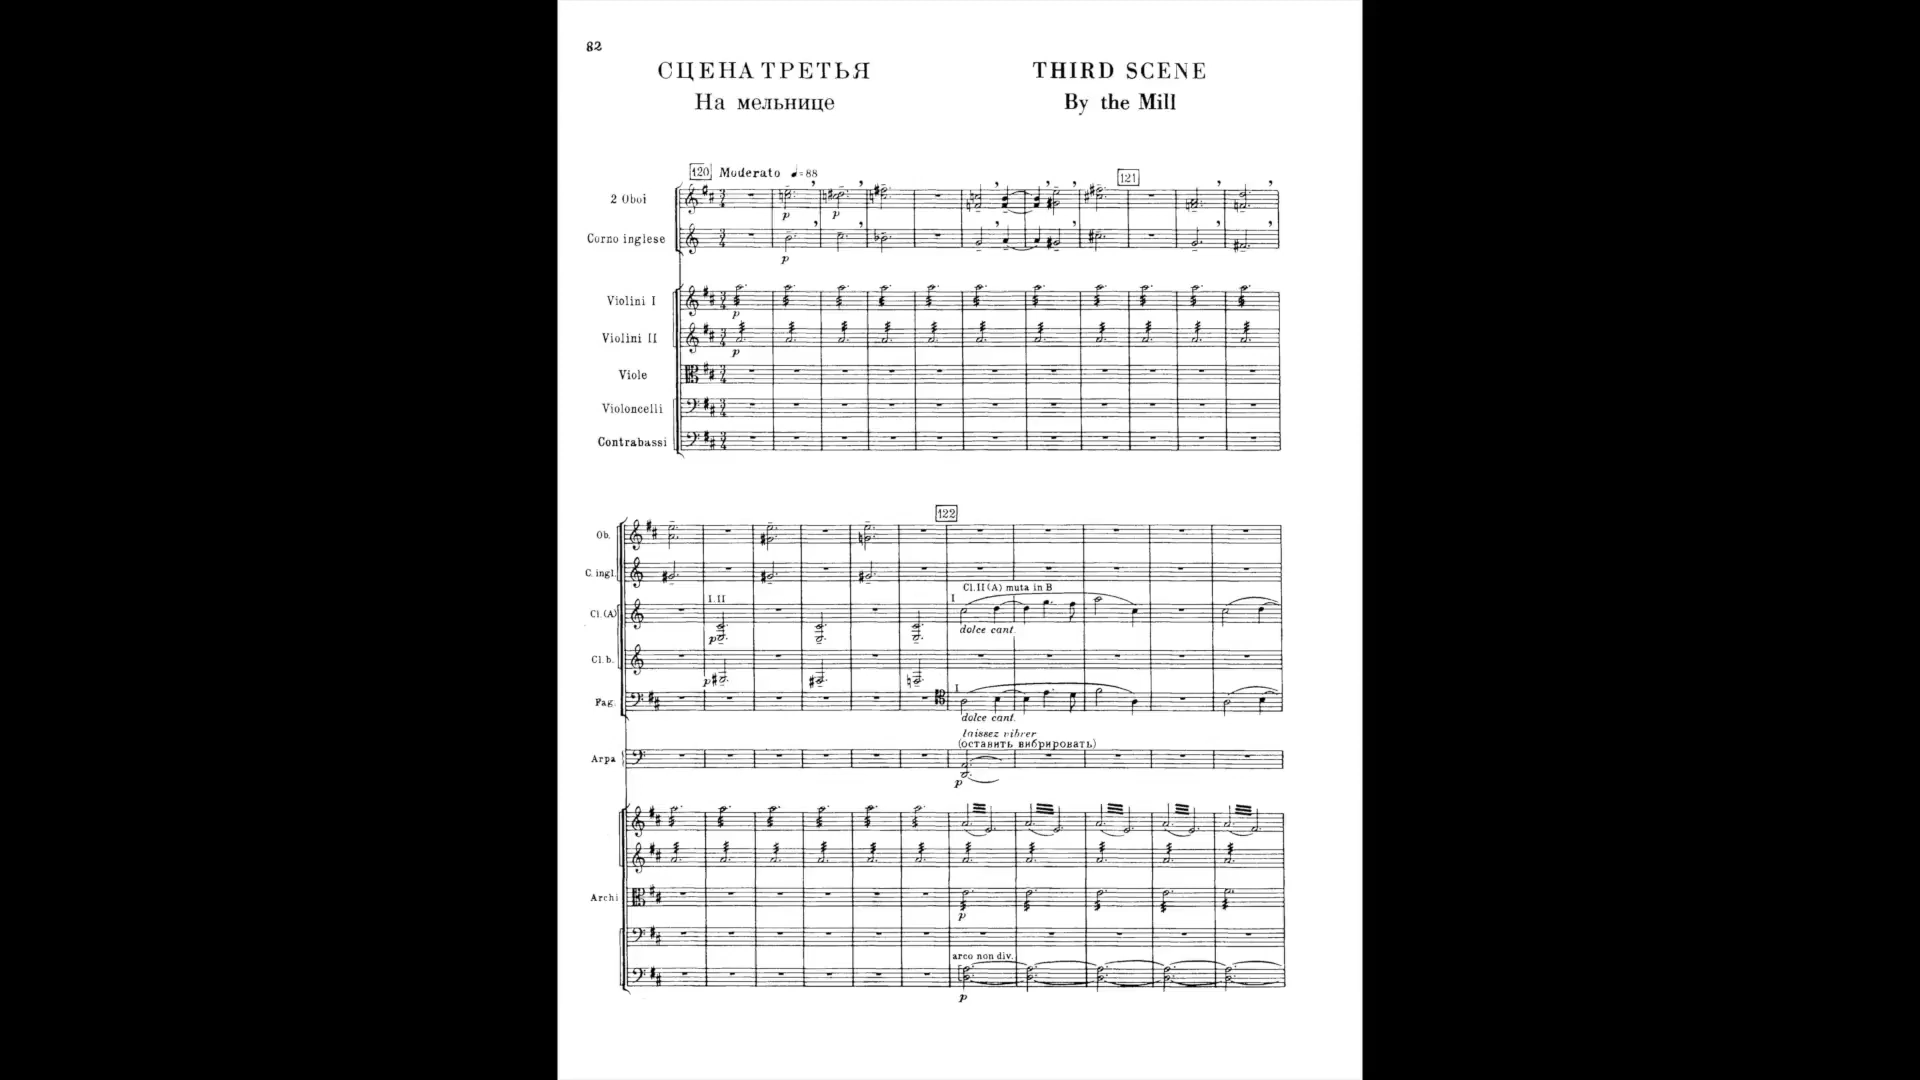 82
СЦЕНА ТРЕТЬЯ
На мельнице
THIRD SCENE
By the Mill
120 Moderato ♩=88
121
2 Oboi
p p
Corno inglese
p
Violini I
p
Violini II
p
Viole
Violoncelli
Contrabassi
122
Ob.
C. ingl.
Cl. II (A) muta in B
Cl. (A)
I. II
I
p
dolce cant.
Cl. b.
p
Fag.
I
dolce cant.
laissez vibrer
(оставить вибрировать)
Arpa
p
Archi
p
arco non div.
p